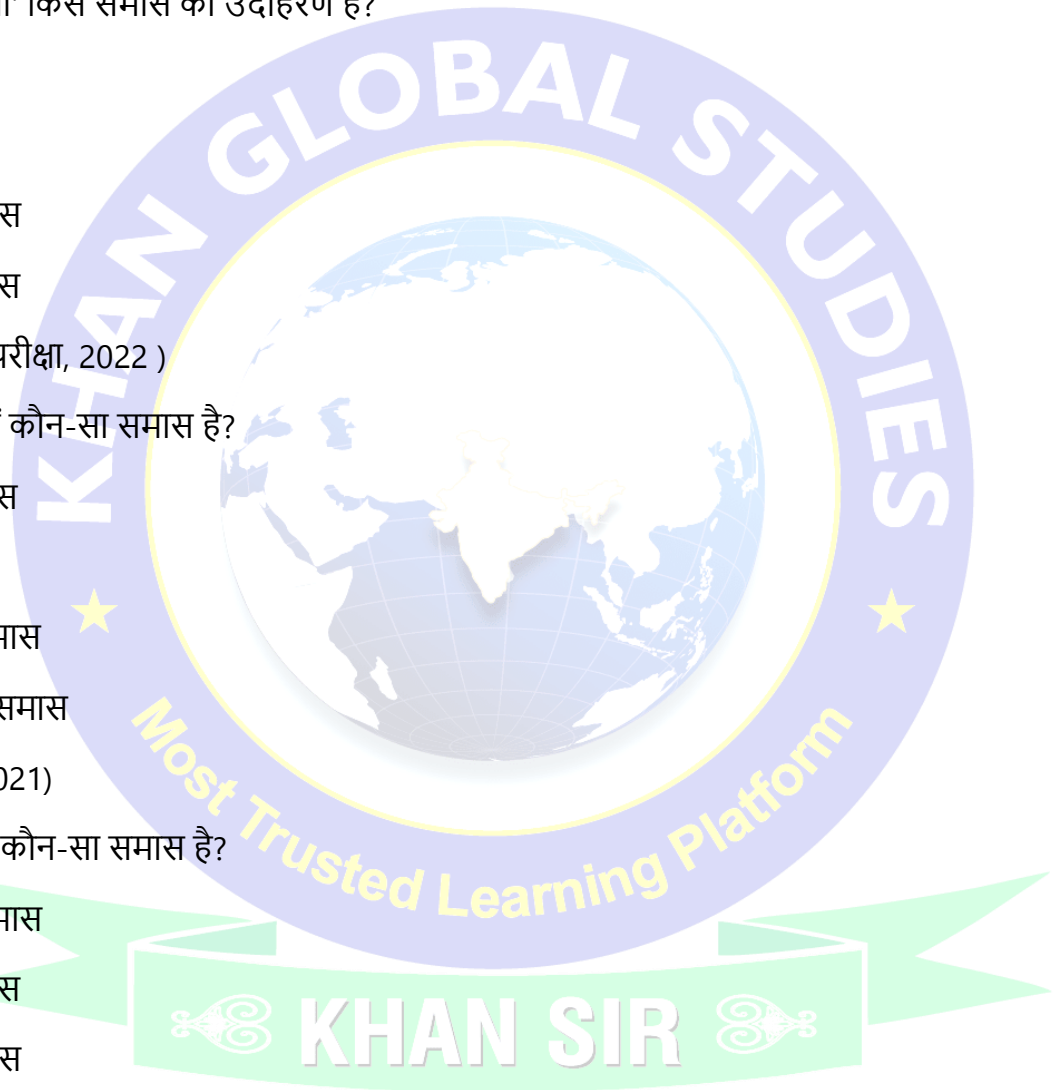 किस समास का उदाहरण है?
KHAN GLOBAL STUDIES
स
स
परीक्षा, 2022 )
कौन-सा समास है?
स
मास
समास
021)
कौन-सा समास है?
मास
स
स
Most Trusted Learning Platform
KHAN SIR